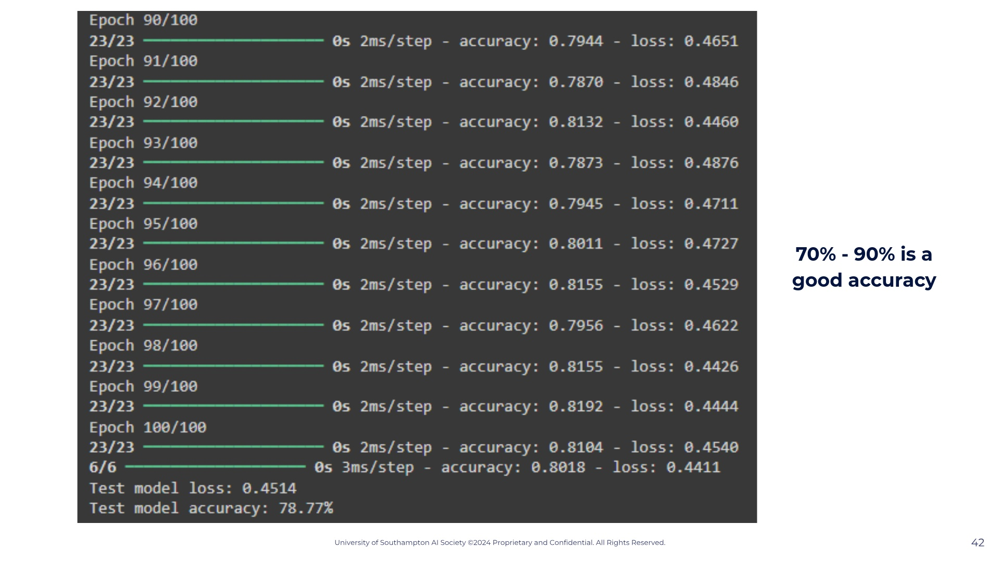 Epoch 90/100
23/23 0s 2ms/step - accuracy: 0.7944 - loss: 0.4651
Epoch 91/100
23/23 0s 2ms/step - accuracy: 0.7870 - loss: 0.4846
Epoch 92/100
23/23 0s 2ms/step - accuracy: 0.8132 - loss: 0.4460
Epoch 93/100
23/23 0s 2ms/step - accuracy: 0.7873 - loss: 0.4876
Epoch 94/100
23/23 0s 2ms/step - accuracy: 0.7945 - loss: 0.4711
Epoch 95/100
23/23 0s 2ms/step - accuracy: 0.8011 - loss: 0.4727
Epoch 96/100
23/23 0s 2ms/step - accuracy: 0.8155 - loss: 0.4529
Epoch 97/100
23/23 0s 2ms/step - accuracy: 0.7956 - loss: 0.4622
Epoch 98/100
23/23 0s 2ms/step - accuracy: 0.8155 - loss: 0.4426
Epoch 99/100
23/23 0s 2ms/step - accuracy: 0.8192 - loss: 0.4444
Epoch 100/100
23/23 0s 2ms/step - accuracy: 0.8104 - loss: 0.4540
6/6 0s 3ms/step - accuracy: 0.8018 - loss: 0.4411
Test model loss: 0.4514
Test model accuracy: 78.77%
70% - 90% is a
good accuracy
University of Southampton AI Society ©2024 Proprietary and Confidential. All Rights Reserved.
42